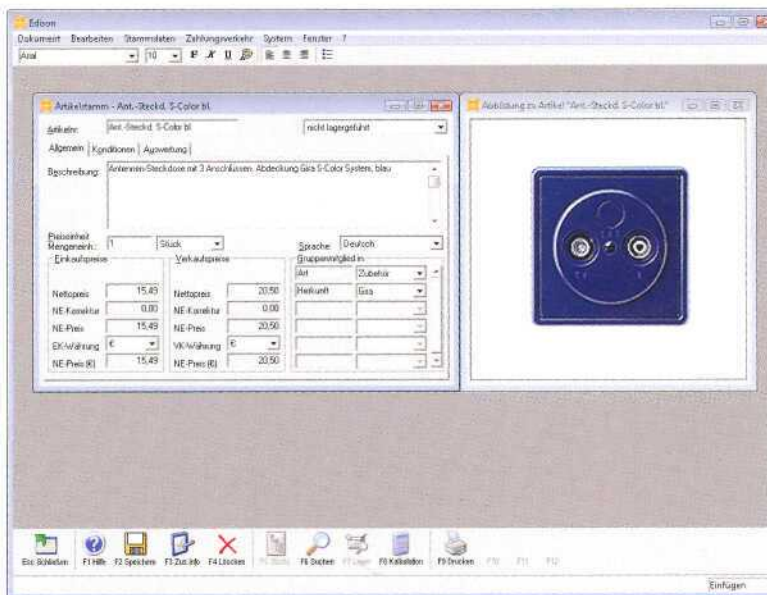 Edison
Dokument Bearbeiten Stammdaten Zahlungsverkehr System Fenster ?
Arial 10 F K U
Artikelstamm - Ant.-Steckd. S-Color bl.
Artikelnr. Ant.-Steckd. S-Color bl. nicht lagergeführt
Allgemein Konditionen Auswertung
Beschreibung: Antennen-Steckdose mit 3 Anschlüssen. Abdeckung Gira S-Color System, blau
Preiseinheit
Mengeneinh.: 1 Stück Sprache: Deutsch
Einkaufspreise Verkaufspreise Gruppenmitglied in:
Art Zubehör
Nettopreis 15,49 Nettopreis 20,50 Herkunft Gira
NE-Korrektur 0,00 NE-Korrektur 0,00
NE-Preis 15,49 NE-Preis 20,50
EK-Währung € VK-Währung €
NE-Preis (€) 15,49 NE-Preis (€) 20,50
Abbildung zu Artikel "Ant.-Steckd. S-Color bl."
Esc Schließen F1 Hilfe F2 Speichern F3 Zus.info F4 Löschen F6 Suchen F7 Lager F8 Kalkulation F9 Drucken F10 F11 F12
Einfügen